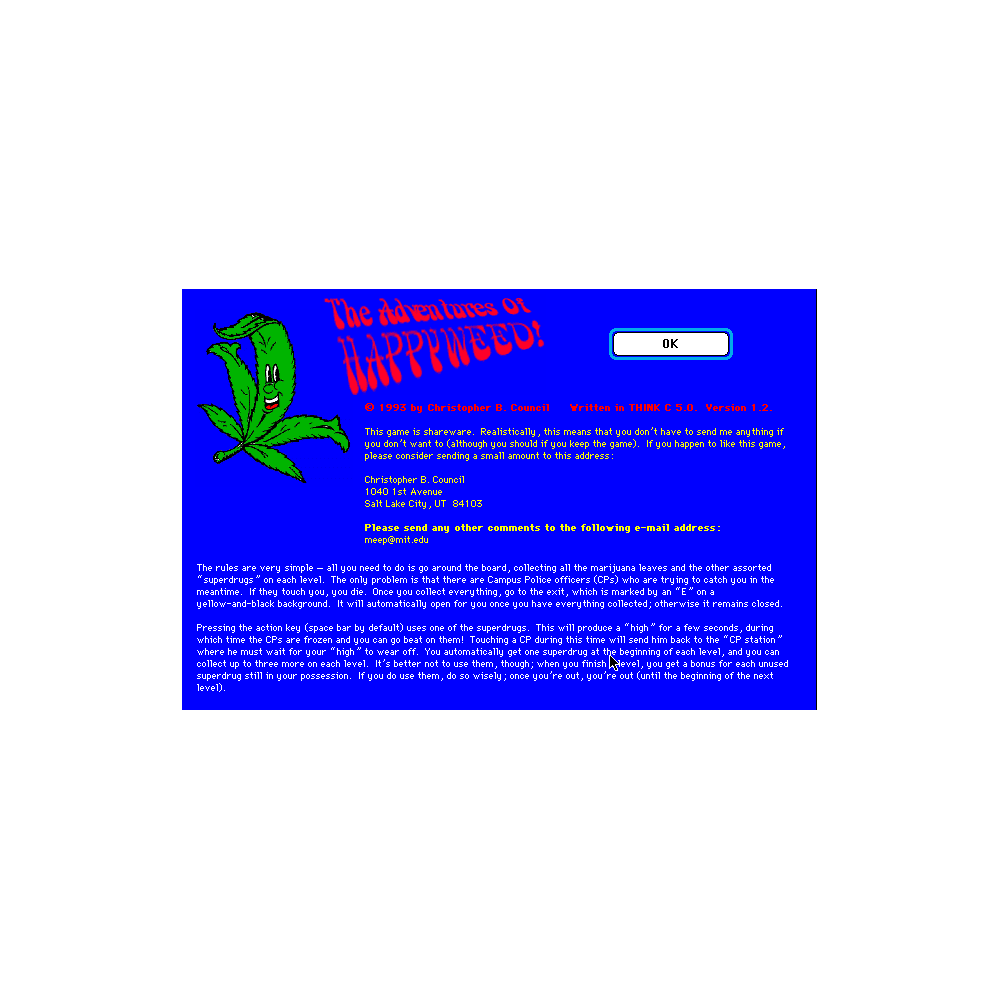 The Adventures Of
HAPPYWEED!
OK
© 1993 by Christopher B. Council Written in THINK C 5.0. Version 1.2.
This game is shareware. Realistically, this means that you don't have to send me anything if
you don't want to (although you should if you keep the game). If you happen to like this game,
please consider sending a small amount to this address:
Christopher B. Council
1040 1st Avenue
Salt Lake City, UT 84103
Please send any other comments to the following e-mail address:
meep@mit.edu
The rules are very simple — all you need to do is go around the board, collecting all the marijuana leaves and the other assorted
“superdrugs” on each level. The only problem is that there are Campus Police officers (CPs) who are trying to catch you in the
meantime. If they touch you, you die. Once you collect everything, go to the exit, which is marked by an “E” on a
yellow-and-black background. It will automatically open for you once you have everything collected; otherwise it remains closed.
Pressing the action key (space bar by default) uses one of the superdrugs. This will produce a “high” for a few seconds, during
which time the CPs are frozen and you can go beat on them! Touching a CP during this time will send him back to the “CP station”
where he must wait for your “high” to wear off. You automatically get one superdrug at the beginning of each level, and you can
collect up to three more on each level. It's better not to use them, though; when you finish level, you get a bonus for each unused
superdrug still in your possession. If you do use them, do so wisely; once you're out, you're out (until the beginning of the next
level).